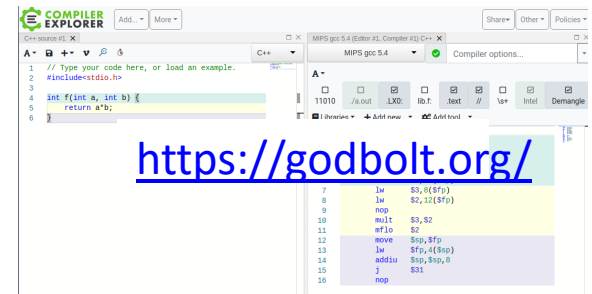 COMPILER
EXPLORER
Add... More
Share Other Policies
C++ source #1 X
MIPS gcc 5.4 (Editor #1, Compiler #1) C++ X
A C++
MIPS gcc 5.4 Compiler options...
A
11010 ./a.out .LX0: lib.f: .text // \s+ Intel Demangle
Libraries + Add new Add tool
1 // Type your code here, or load an example.
2 #include<stdio.h>
3
4 int f(int a, int b) {
5 return a*b;
6 }
https://godbolt.org/
7 lw $3,8($fp)
8 lw $2,12($fp)
9 nop
10 mult $3,$2
11 mflo $2
12 move $sp,$fp
13 lw $fp,4($sp)
14 addiu $sp,$sp,8
15 j $31
16 nop